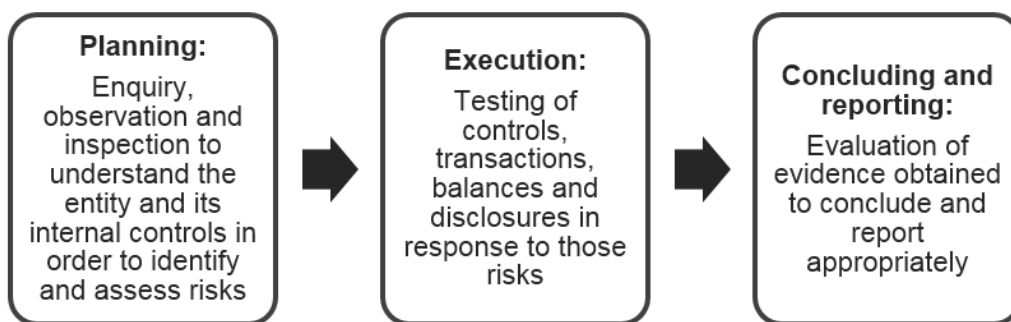 Planning:
Enquiry,
observation and
inspection to
understand the
entity and its
internal controls in
order to identify
and assess risks
Execution:
Testing of
controls,
transactions,
balances and
disclosures in
response to those
risks
Concluding and
reporting:
Evaluation of
evidence obtained
to conclude and
report
appropriately